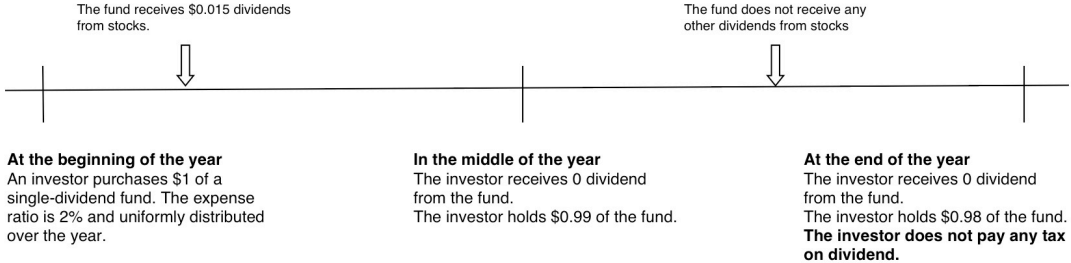 The fund receives $0.015 dividends
from stocks.
The fund does not receive any
other dividends from stocks
At the beginning of the year
An investor purchases $1 of a
single-dividend fund. The expense
ratio is 2% and uniformly distributed
over the year.
In the middle of the year
The investor receives 0 dividend
from the fund.
The investor holds $0.99 of the fund.
At the end of the year
The investor receives 0 dividend
from the fund.
The investor holds $0.98 of the fund.
The investor does not pay any tax
on dividend.